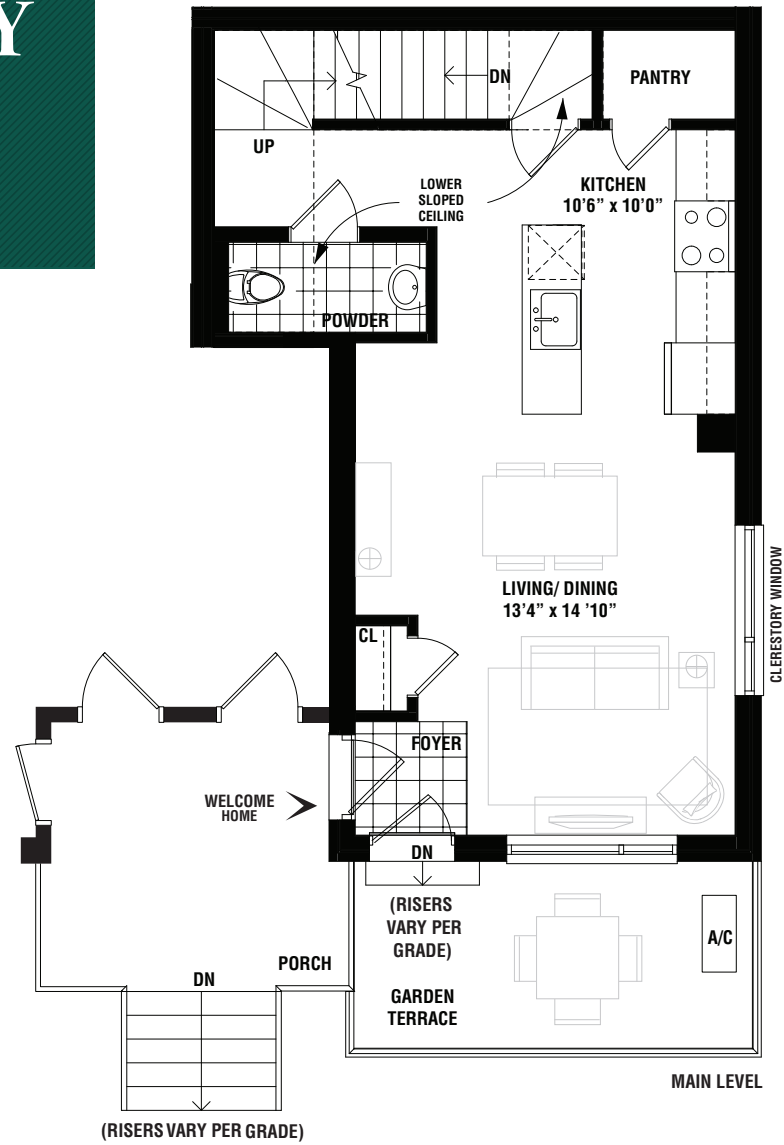 Y
DN
PANTRY
UP
LOWER
SLOPED
CEILING
KITCHEN
10'6" x 10'0"
POWDER
LIVING/ DINING
13'4" x 14 '10"
CLERESTORY WINDOW
CL
FOYER
WELCOME
HOME
DN
(RISERS
VARY PER
GRADE)
A/C
PORCH
DN
GARDEN
TERRACE
MAIN LEVEL
(RISERS VARY PER GRADE)